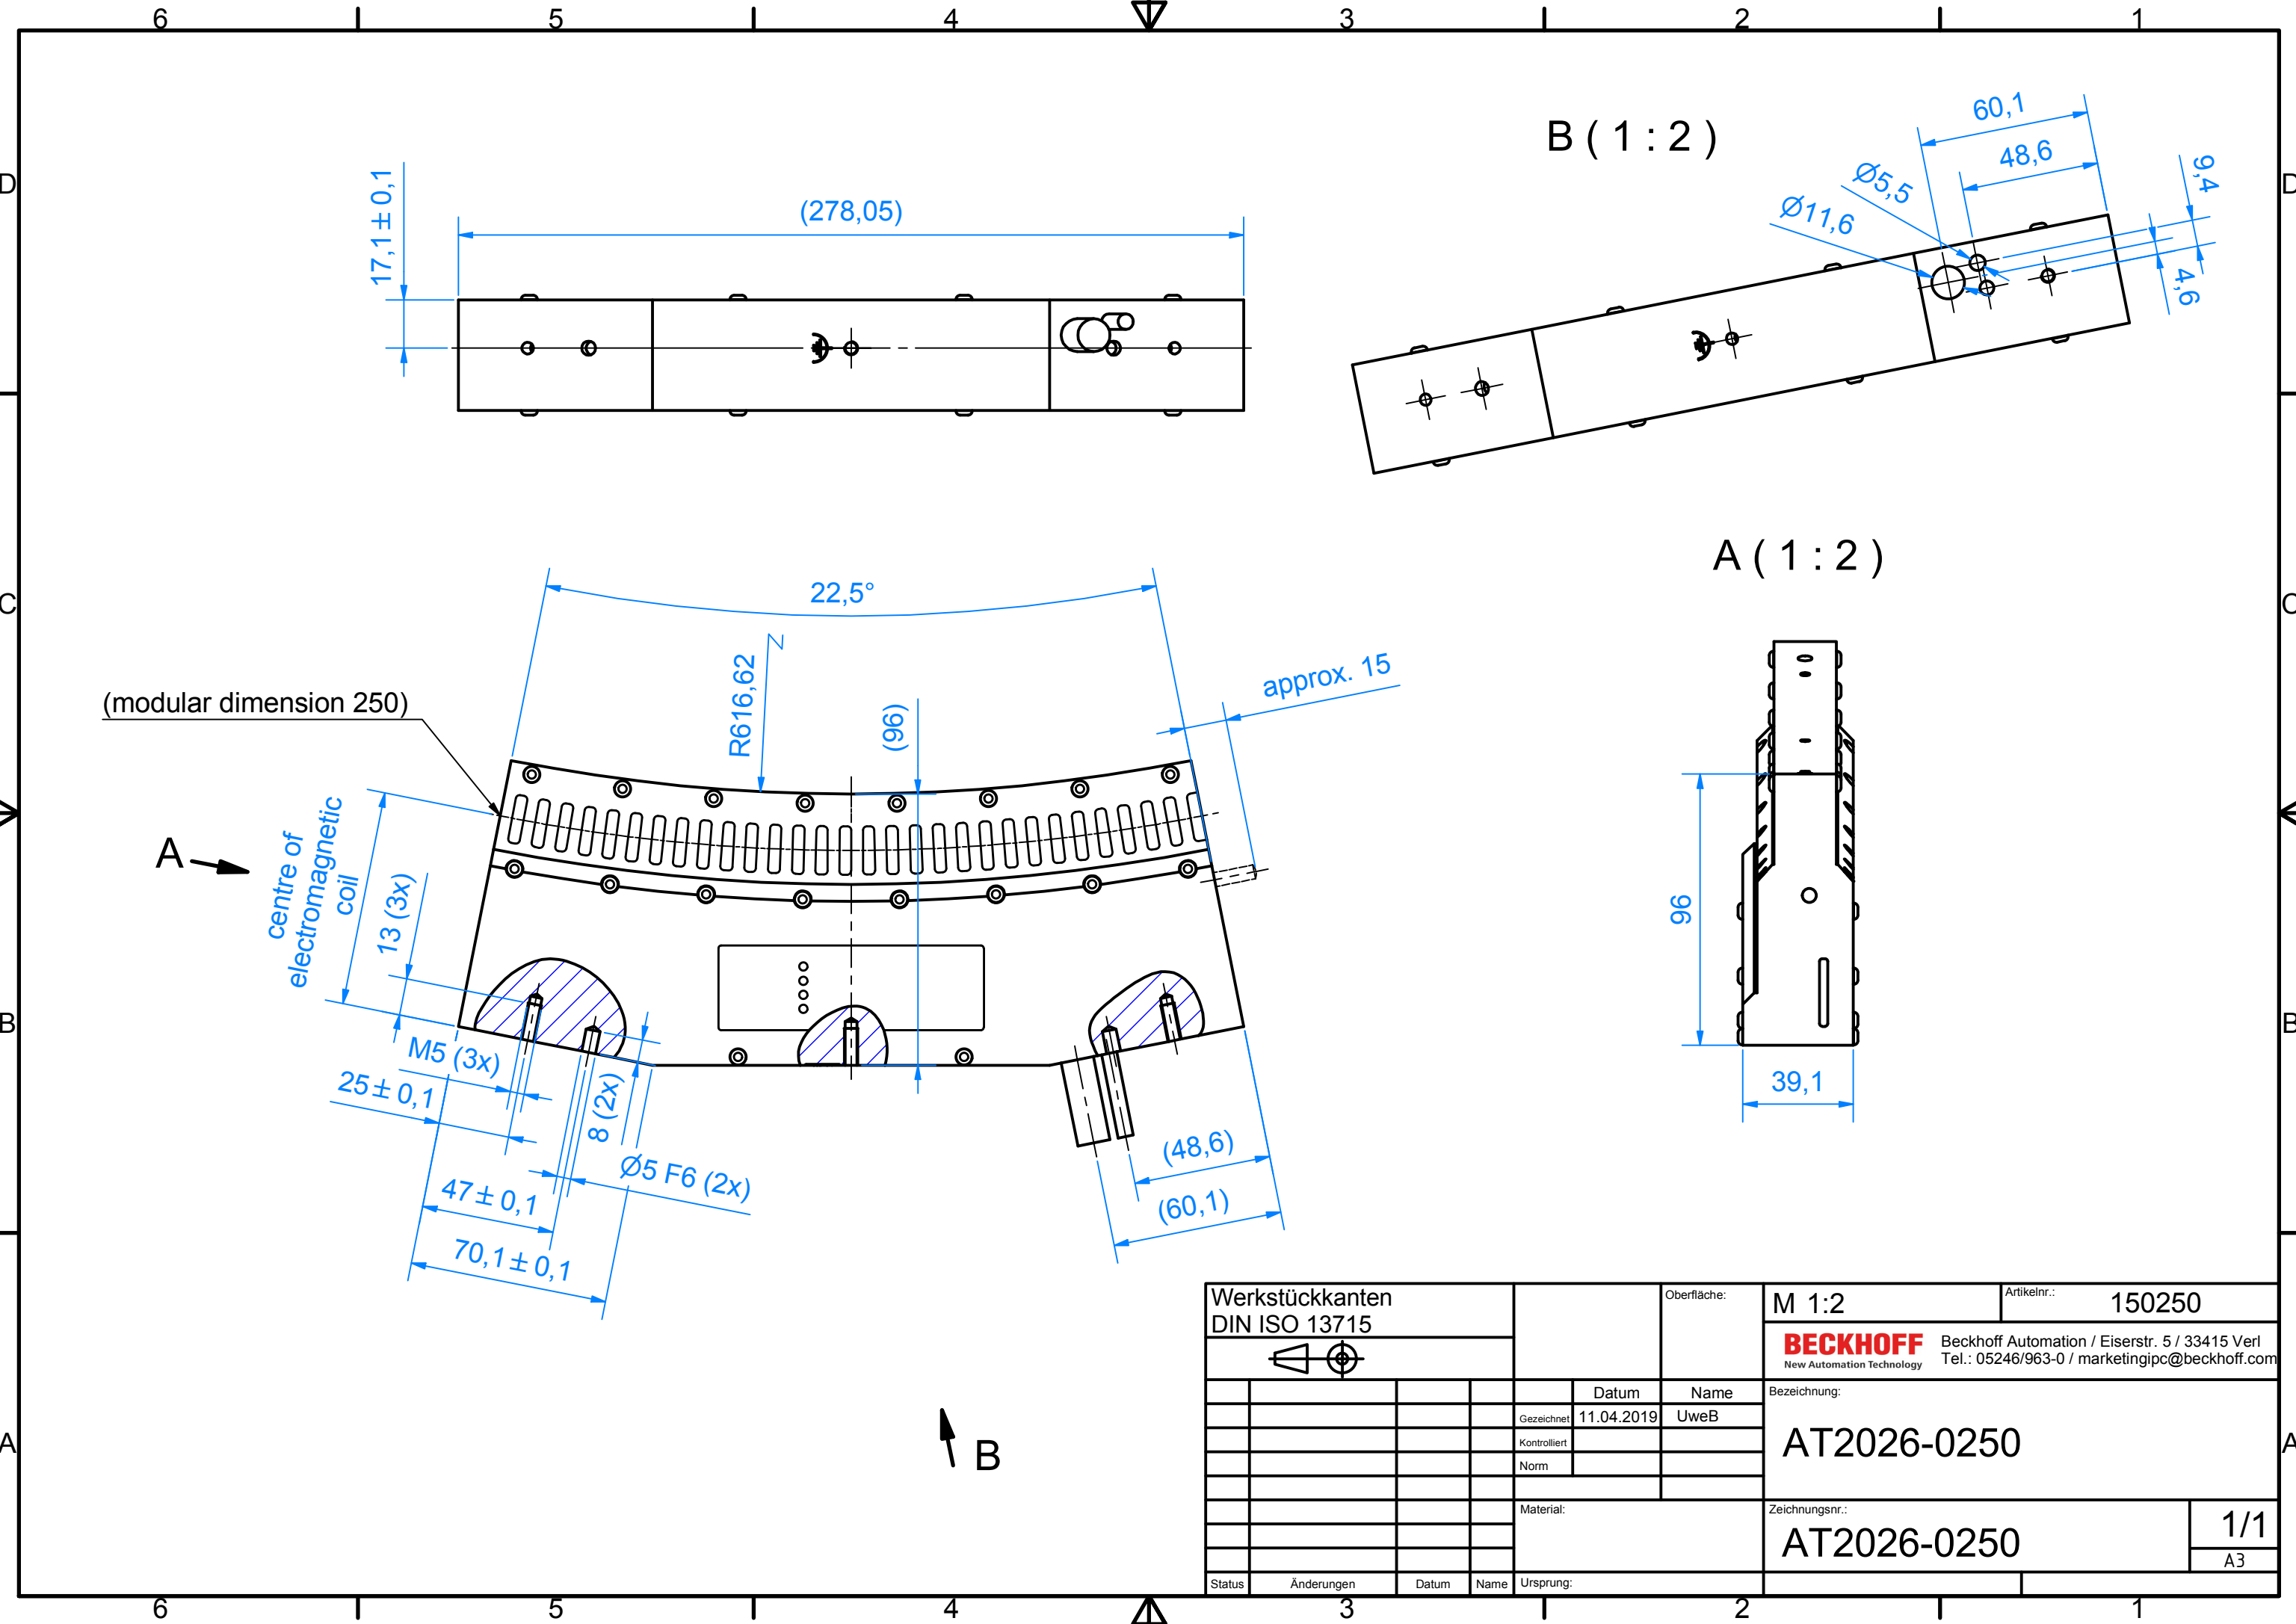 6 5 4 3 2 1
D D
C C
B B
A A
17,1±0,1
(278,05)
B ( 1 : 2 )
60,1
48,6
9,4
Ø5,5
Ø11,6
4,6
A ( 1 : 2 )
22,5°
(modular dimension 250)
R616,62
(96)
approx. 15
A
centre of
electromagnetic
coil
13 (3x)
M5 (3x)
25±0,1
8 (2x)
Ø5 F6 (2x)
47±0,1
70,1±0,1
(48,6)
(60,1)
96
39,1
B
Werkstückkanten
DIN ISO 13715
Oberfläche:
M 1:2
Artikelnr.:
150250
BECKHOFF
New Automation Technology
Beckhoff Automation / Eiserstr. 5 / 33415 Verl
Tel.: 05246/963-0 / marketingipc@beckhoff.com
Datum Name
Gezeichnet 11.04.2019 UweB
Kontrolliert
Norm
Bezeichnung:
AT2026-0250
Material:
Zeichnungsnr.:
AT2026-0250
1/1
A3
Status Änderungen Datum Name Ursprung:
6 5 4 3 2 1